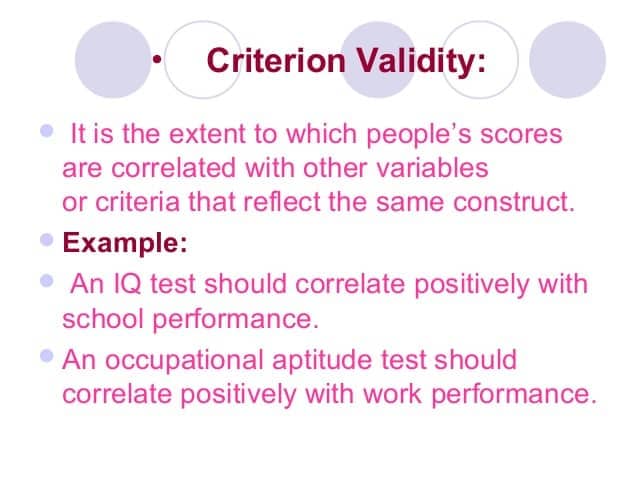 • Criterion Validity:
• It is the extent to which people's scores
are correlated with other variables
or criteria that reflect the same construct.
• Example:
• An IQ test should correlate positively with
school performance.
• An occupational aptitude test should
correlate positively with work performance.